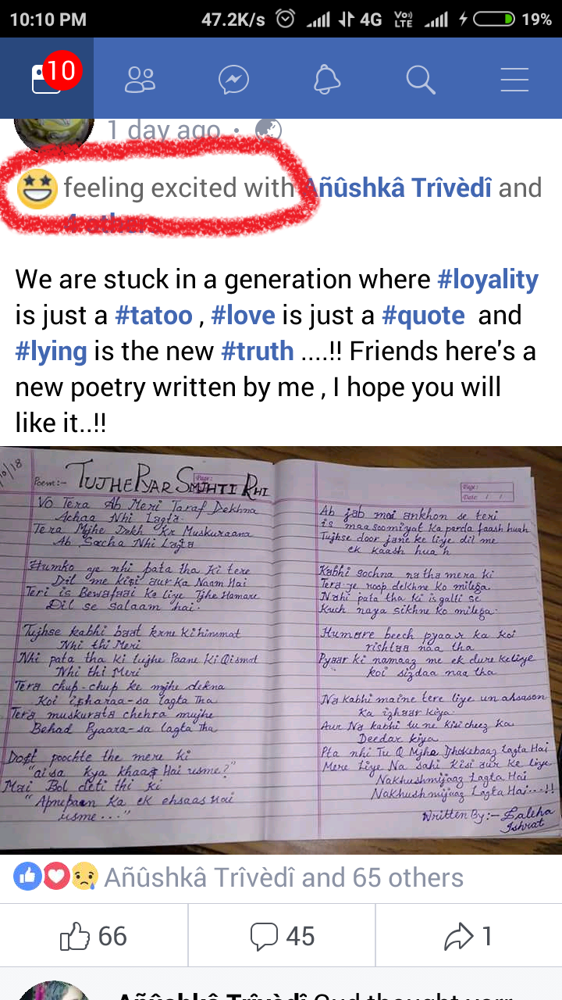 10:10 PM 47.2K/s 4G Vo)) LTE 19%
10
1 day ago ·
feeling excited with Añûshkâ Trîvèdî and
4 others
We are stuck in a generation where #loyality
is just a #tatoo , #love is just a #quote and
#lying is the new #truth ....!! Friends here's a
new poetry written by me , I hope you will
like it..!!
Poem:- TUJHE PYAR SMJHTI RHI
Page:
Vo Tera Ab Meri Taraf Dekhna
Achaa Nhi Lagta.
Tera Mjhe Dekh Kr Muskuraana
Ab Sacha Nhi Lagta
Humko ye nhi pata tha ki tere
Dil me kisi aur Ka Naam Hai
Teri is Bewafaai Ke liye Tjhe Hamare
Dil se salaam hai.
Tujhse kabhi baat krne ki himmat
Nhi thi Meri
Nhi pata tha ki tujhe Paane Ki Qismat
Nhi thi Meri
Tera chup-chup ke mjhe dekna
Koi isharaa-sa lagta Tha
Tera muskurata chehra mujhe
Behad Pyaara-sa lagta Tha
Dost poochte the mere ki
"aisa kya khaas Hai usme?"
Mai Bol deti thi ki
"Apnepaan Ka ek ehsaas Hai
usme..."
Page:
Date: / /
Ab jab mai ankhon se teri
is maasoomiyat Ka parda faash huah
Tujhse door jane ke liye dil me
ek kaash hua h
Kabhi sochna na tha mera ki
Tera ye roop dekhne ko milega.
Nahi pata tha ki is galti se
Kuch naya sikhne ko milega.
Humare beech pyaar ka koi
rishtaa naa tha
Pyaar ki namaaz me ek dure keliye
koi sizdaa naa tha
Na kabhi maine tere liye un ahsason
Ka izhaar kiya.
Aur Na kabhi tu ne kisi cheez Ka
Deedar kiya
Pta nhi Tu Q Mjhe Dhokebaaz Lagta Hai
Mere Liye Na Sahi Kisi aur ke liye
Nakhushmijaaz Lagta Hai
Nakhushmijaaz Lagta Hai...!!
Written By:- Saleha
Ishrat
Añûshkâ Trîvèdî and 65 others
66 45 1
Añûshkâ Trîvèdî Gud thought yarr